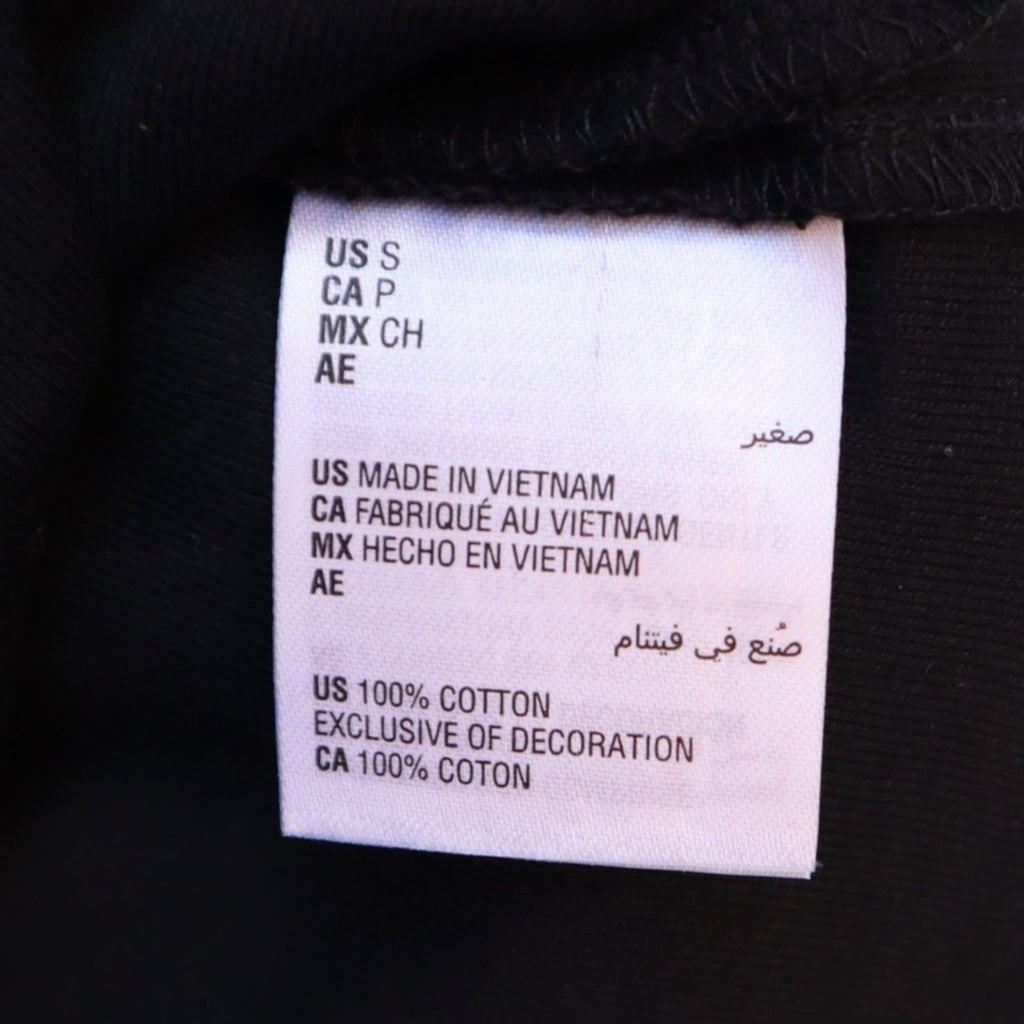 US S
CA P
MX CH
AE
صغير
US MADE IN VIETNAM
CA FABRIQUÉ AU VIETNAM
MX HECHO EN VIETNAM
AE
صُنع في فيتنام
US 100% COTTON
EXCLUSIVE OF DECORATION
CA 100% COTON